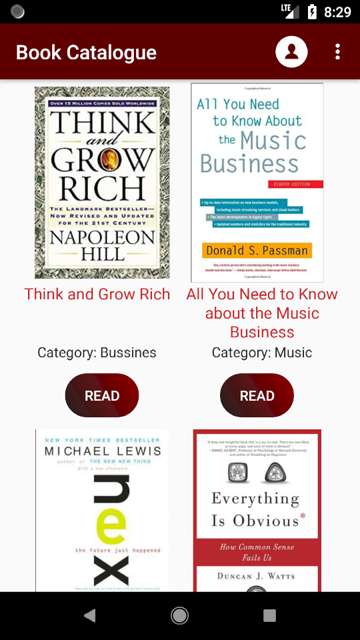 LTE 8:29
Book Catalogue
OVER 15 MILLION COPIES SOLD WORLDWIDE
THINK
and
GROW
RICH
THE LANDMARK BESTSELLER—
NOW REVISED AND UPDATED
FOR THE 21ST CENTURY
NAPOLEON
HILL
All You Need
to Know About
the Music
Business
EIGHTH EDITION
Donald S. Passman
Think and Grow Rich
All You Need to Know
about the Music
Business
Category: Bussines
Category: Music
READ
READ
NEW YORK TIMES BESTSELLER
MICHAEL LEWIS
author of THE NEW NEW THING
nex
the future just happened
Everything
Is Obvious*
How Common Sense
Fails Us
DUNCAN J. WATTS